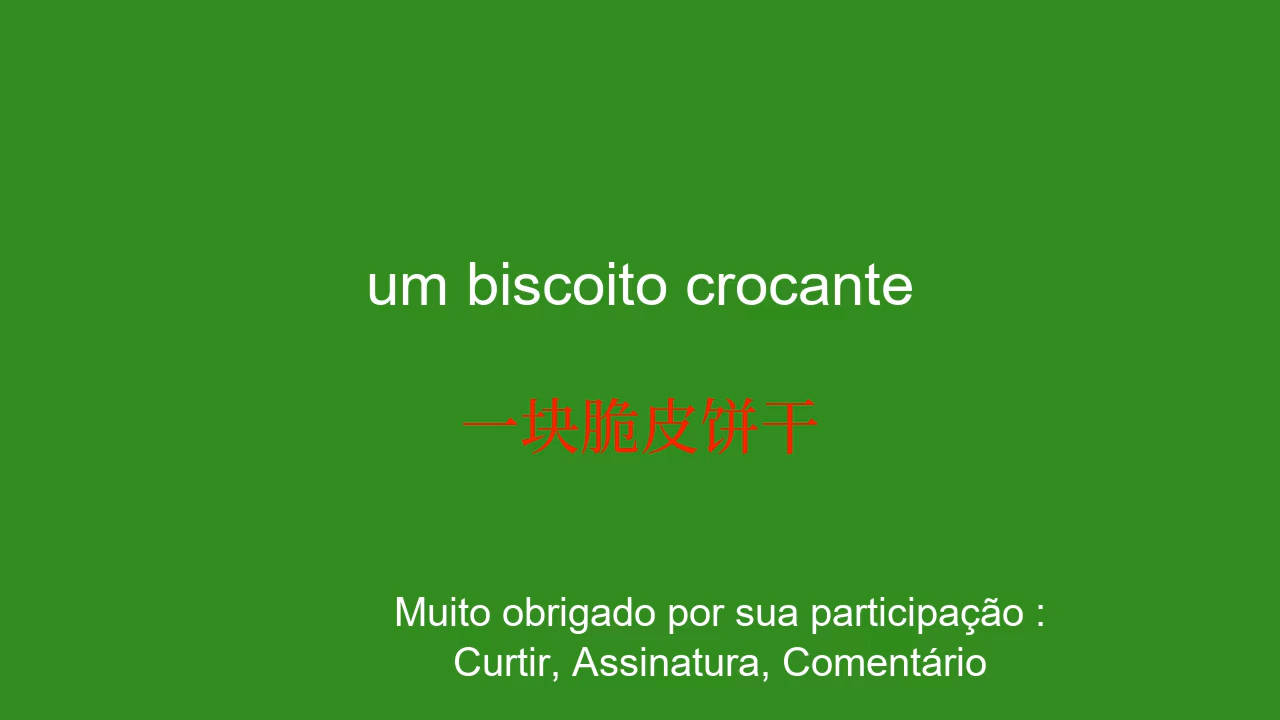 um biscoito crocante
一块脆皮饼干
Muito obrigado por sua participação :
Curtir, Assinatura, Comentário